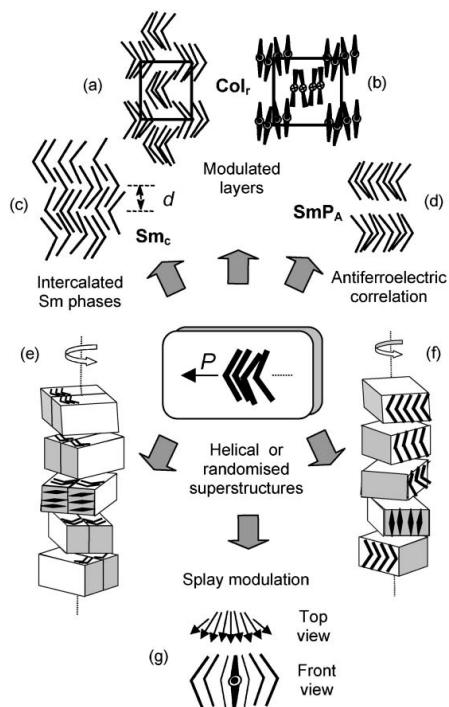 (a)
Col_r
(b)
Modulated
layers
(c)
d
Sm_c
SmP_A
(d)
Intercalated
Sm phases
Antiferroelectric
correlation
(e)
P
(f)
Helical or
randomised
superstructures
Splay modulation
Top
view
(g)
Front
view